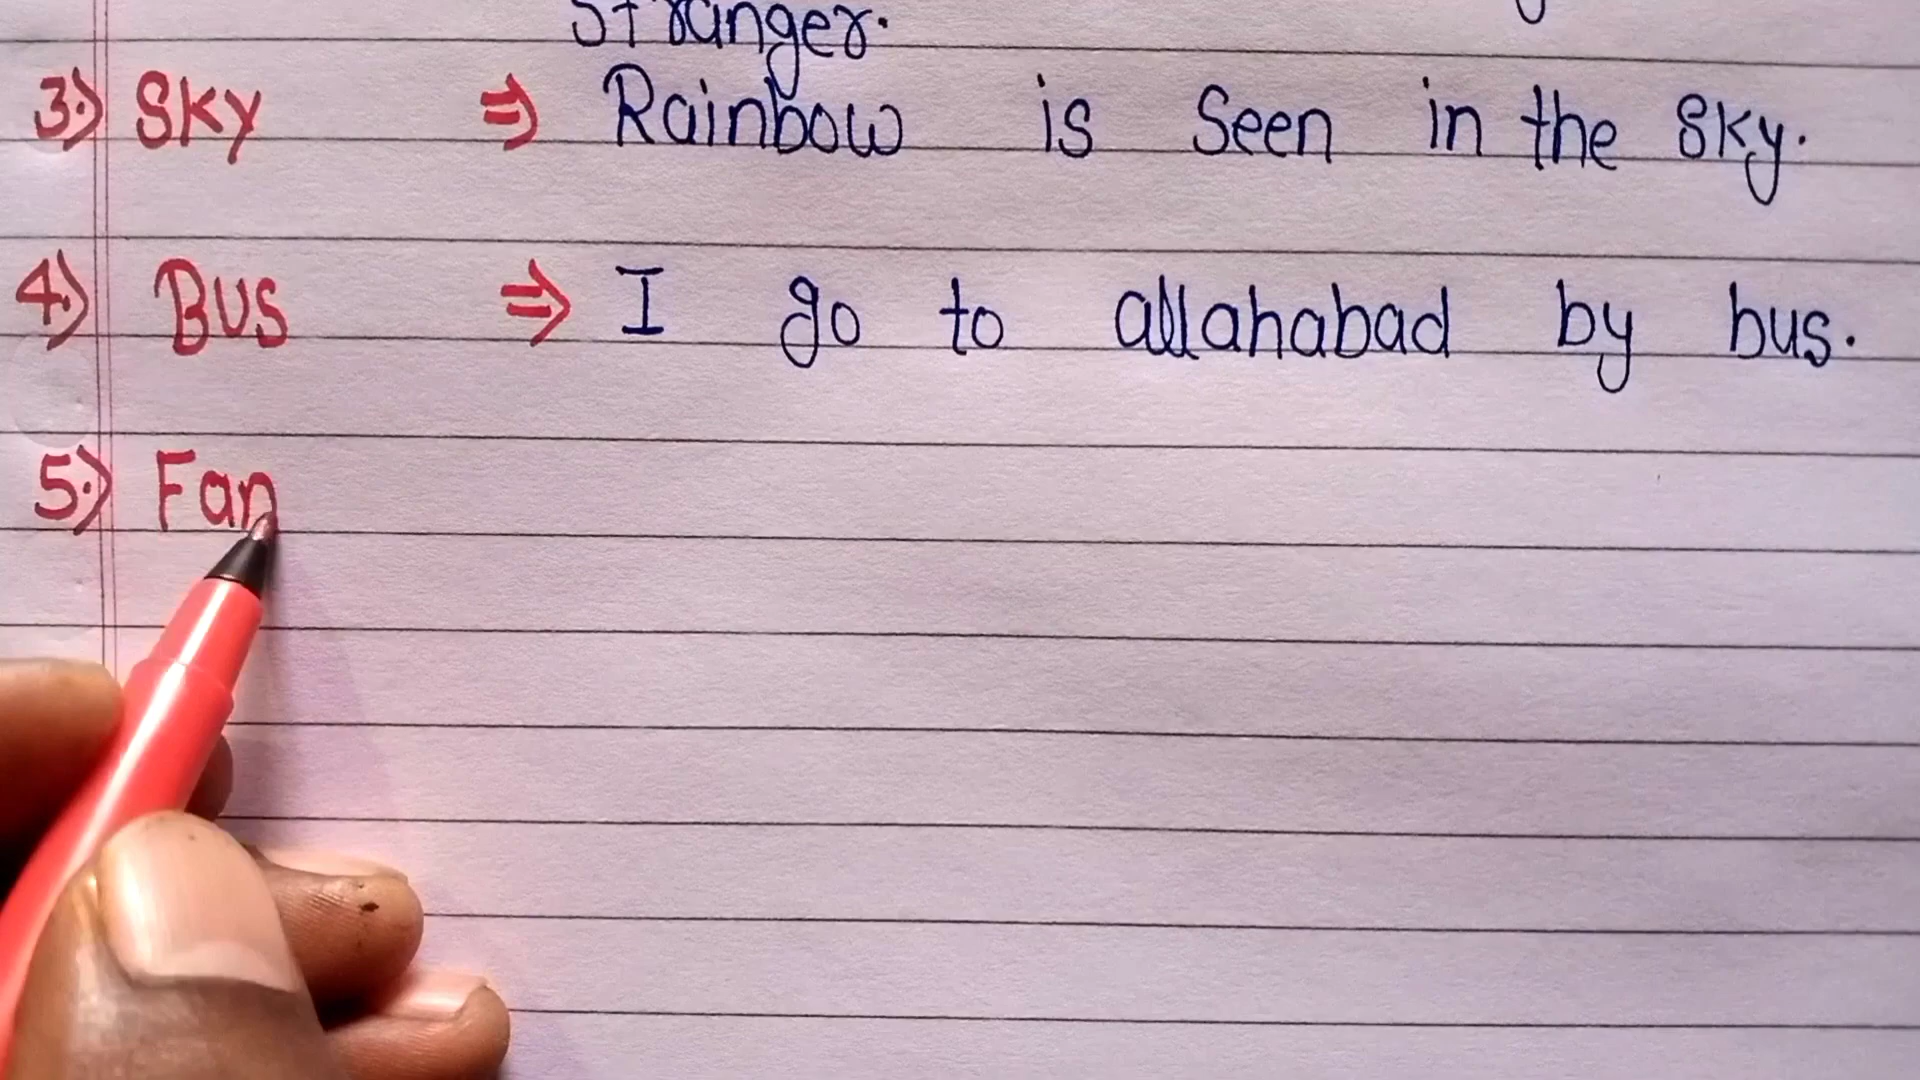 Stranger.
3.) Sky ⇒ Rainbow is Seen in the Sky.
4.) Bus ⇒ I go to allahabad by bus.
5.) Fan